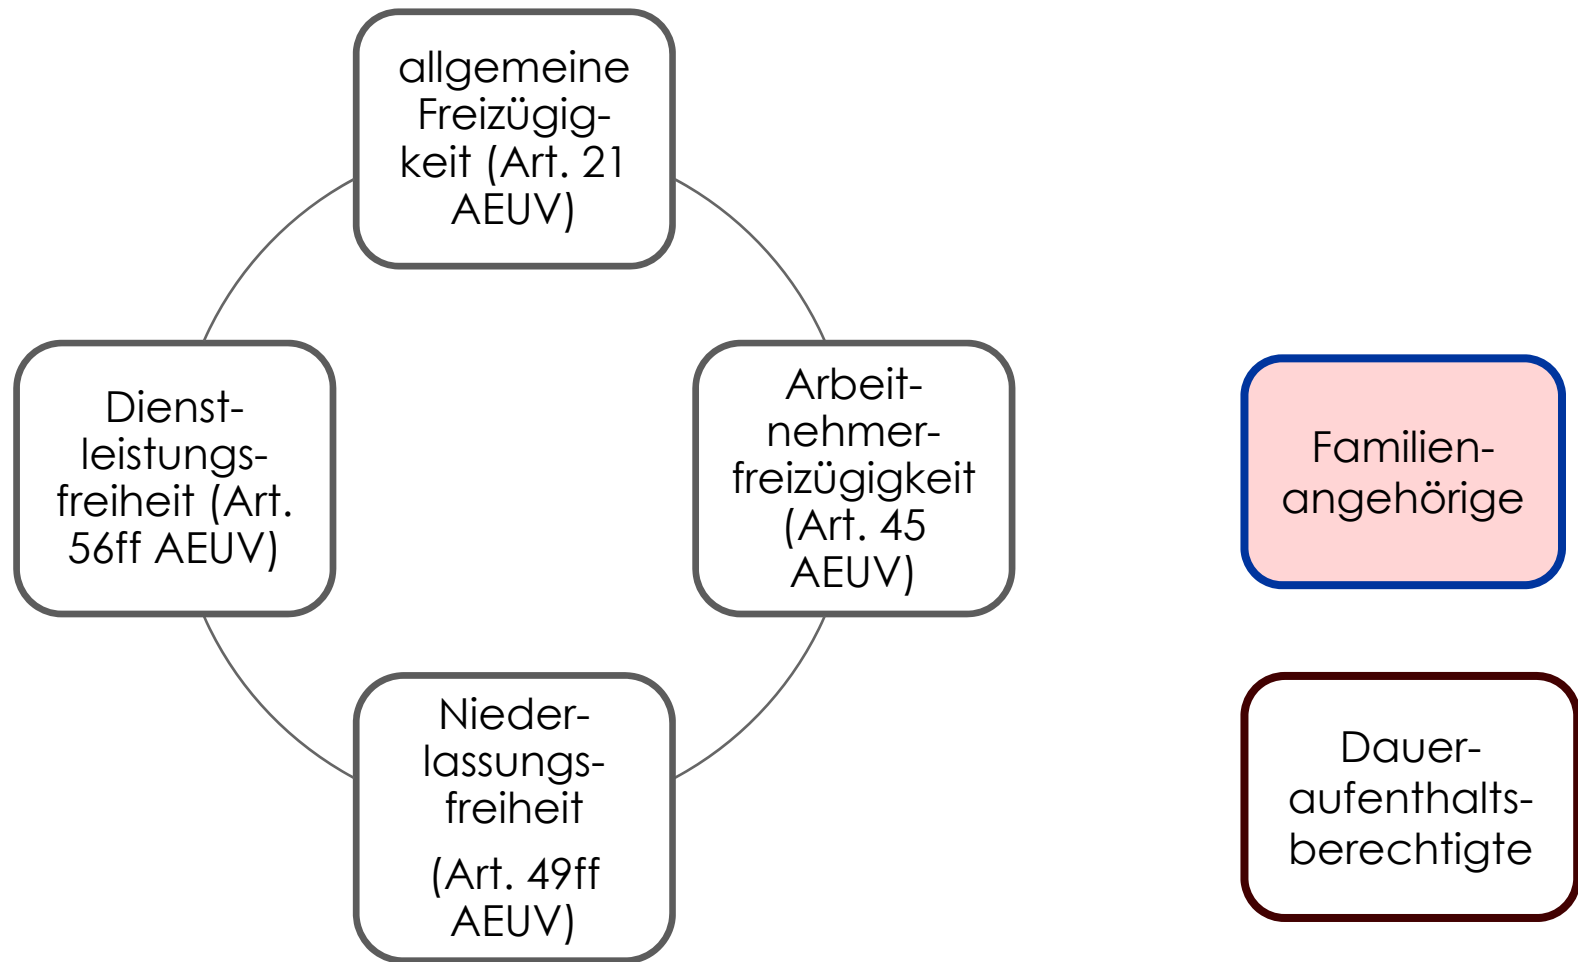 allgemeine
Freizügig-
keit (Art. 21
AEUV)
Dienst-
leistungs-
freiheit (Art.
56ff AEUV)
Arbeit-
nehmer-
freizügigkeit
(Art. 45
AEUV)
Nieder-
lassungs-
freiheit
(Art. 49ff
AEUV)
Familien-
angehörige
Dauer-
aufenthalts-
berechtigte